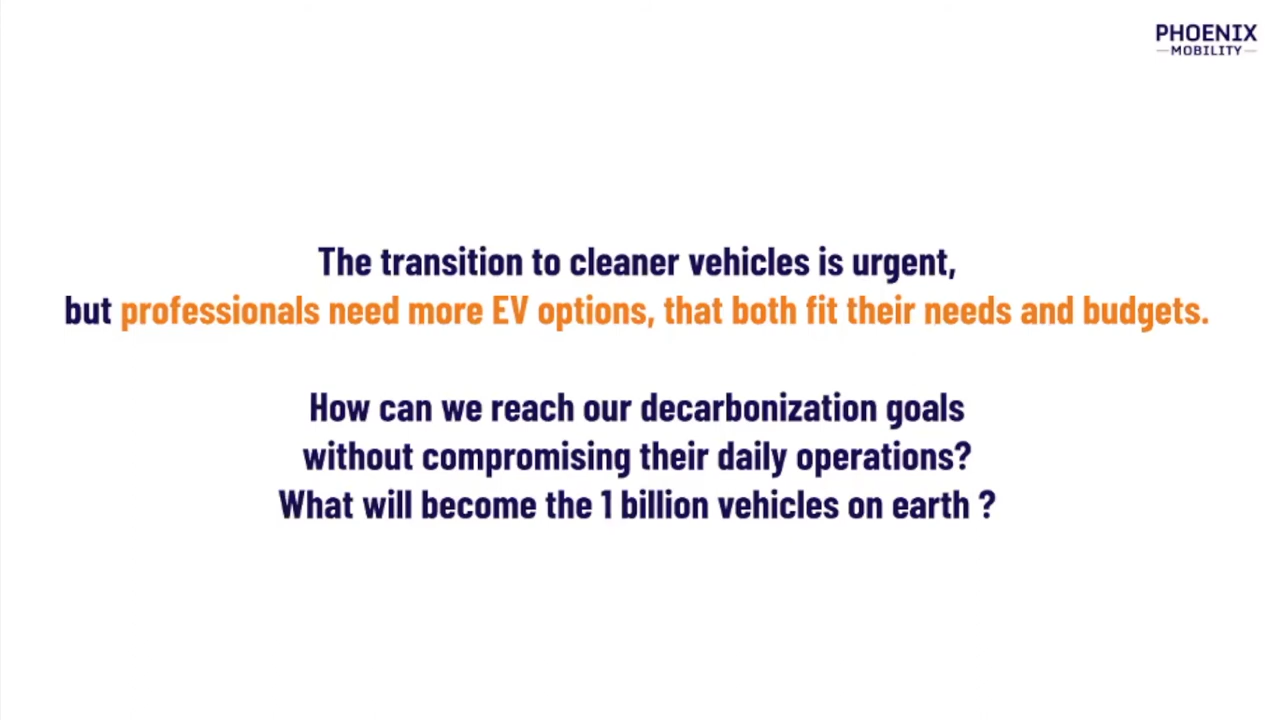 PHOENIX
MOBILITY
The transition to cleaner vehicles is urgent,
but professionals need more EV options, that both fit their needs and budgets.
How can we reach our decarbonization goals
without compromising their daily operations?
What will become the 1 billion vehicles on earth ?